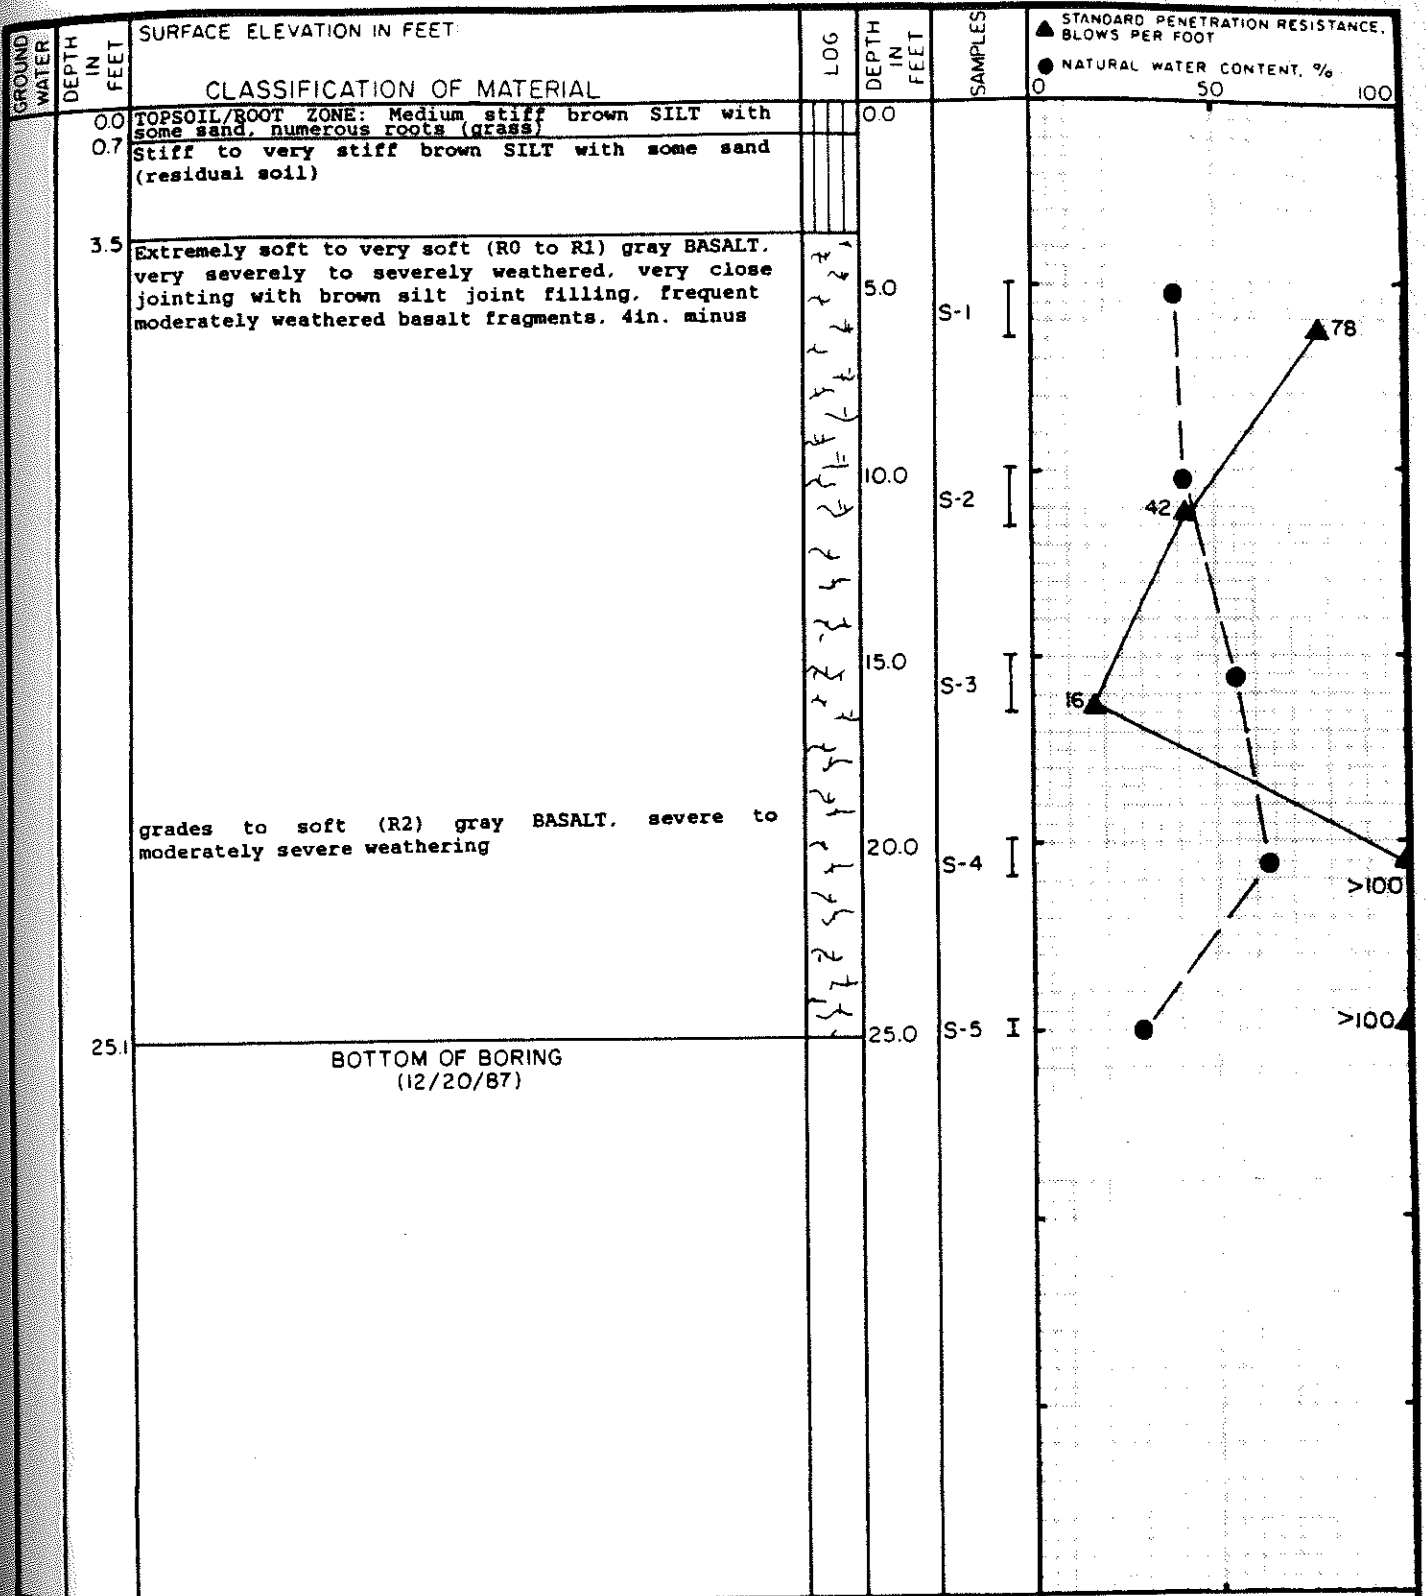 GROUND WATER
DEPTH IN FEET
SURFACE ELEVATION IN FEET:
CLASSIFICATION OF MATERIAL
LOG
DEPTH IN FEET
SAMPLES
▲ STANDARD PENETRATION RESISTANCE,
BLOWS PER FOOT
● NATURAL WATER CONTENT, %
0 50 100
0.0 TOPSOIL/ROOT ZONE: Medium stiff brown SILT with
some sand, numerous roots (grass)
0.0
0.7 Stiff to very stiff brown SILT with some sand
(residual soil)
3.5 Extremely soft to very soft (R0 to R1) gray BASALT,
very severely to severely weathered, very close
jointing with brown silt joint filling, frequent
moderately weathered basalt fragments, 4in. minus
5.0
S-1
78
10.0
S-2
42
15.0
S-3
16
grades to soft (R2) gray BASALT, severe to
moderately severe weathering
20.0
S-4
>100
25.0
S-5
>100
25.1
BOTTOM OF BORING
(12/20/87)